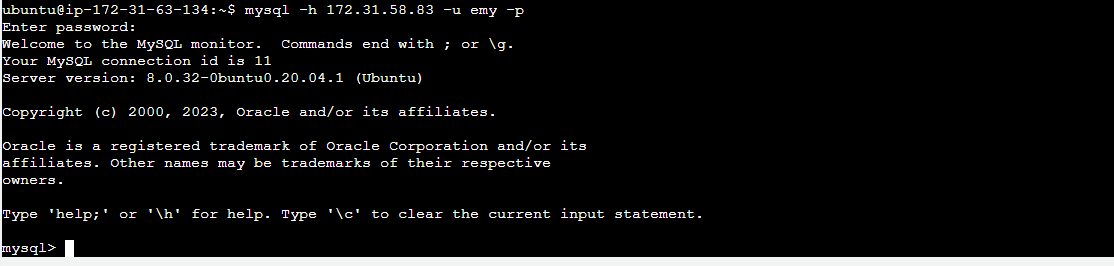 ubuntu@ip-172-31-63-134:~$ mysql -h 172.31.58.83 -u emy -p
Enter password:
Welcome to the MySQL monitor.  Commands end with ; or \g.
Your MySQL connection id is 11
Server version: 8.0.32-0buntu0.20.04.1 (Ubuntu)
Copyright (c) 2000, 2023, Oracle and/or its affiliates.
Oracle is a registered trademark of Oracle Corporation and/or its
affiliates. Other names may be trademarks of their respective
owners.
Type 'help;' or '\h' for help. Type '\c' to clear the current input statement.
mysql>